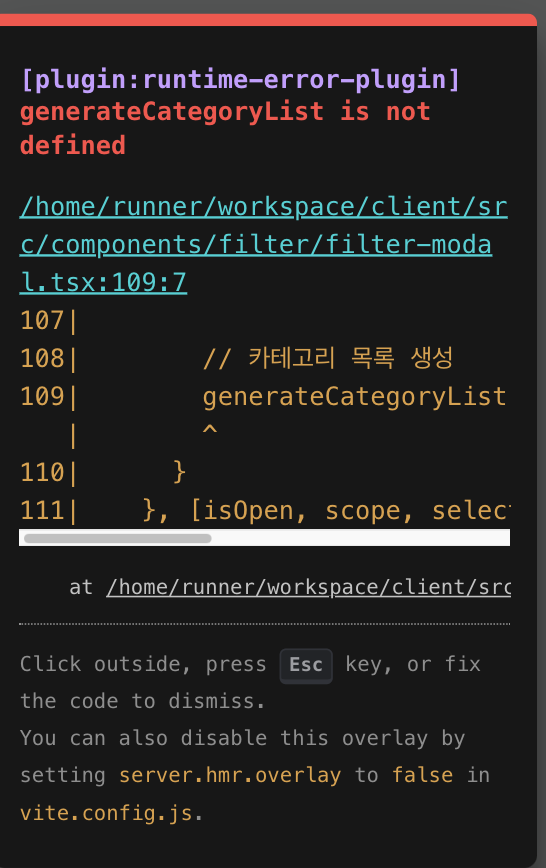 [plugin:runtime-error-plugin]
generateCategoryList is not
defined
/home/runner/workspace/client/sr
c/components/filter/filter-moda
l.tsx:109:7
107|
108|        // 카테고리 목록 생성
109|        generateCategoryList
   |        ^
110|      }
111|    }, [isOpen, scope, select
at /home/runner/workspace/client/src
Click outside, press Esc key, or fix
the code to dismiss.
You can also disable this overlay by
setting server.hmr.overlay to false in
vite.config.js.